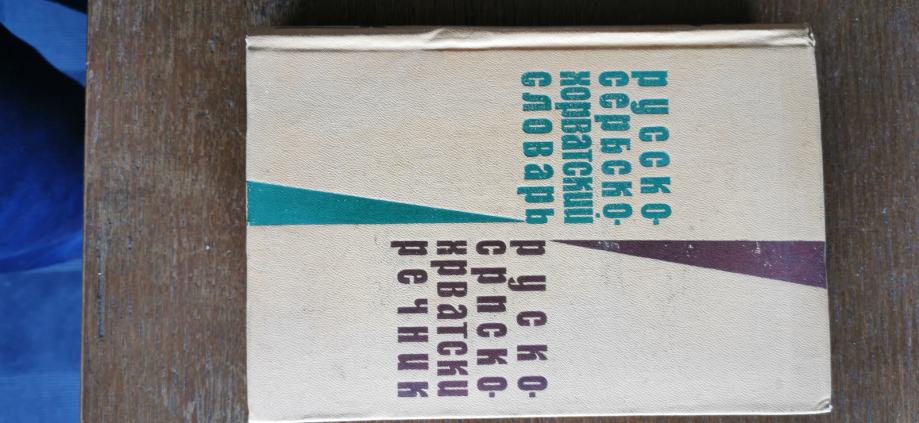 русско-
сербско-
хорватский
словарь
руско-
српско-
хрватски
речник